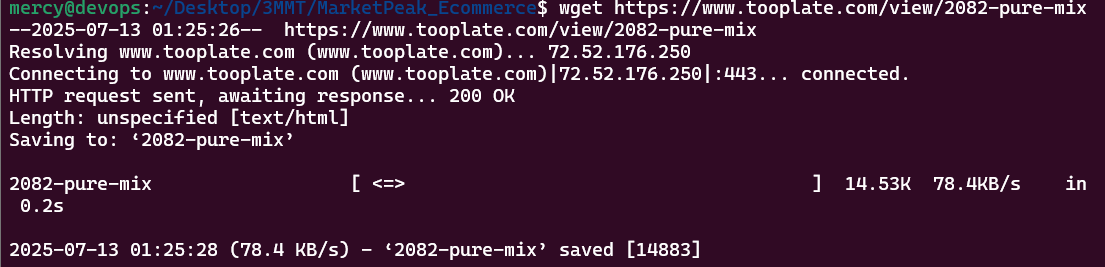 mercy@devops:~/Desktop/3MMT/MarketPeak_Ecommerce$ wget https://www.tooplate.com/view/2082-pure-mix
--2025-07-13 01:25:26--  https://www.tooplate.com/view/2082-pure-mix
Resolving www.tooplate.com (www.tooplate.com)... 72.52.176.250
Connecting to www.tooplate.com (www.tooplate.com)|72.52.176.250|:443... connected.
HTTP request sent, awaiting response... 200 OK
Length: unspecified [text/html]
Saving to: ‘2082-pure-mix’
2082-pure-mix                 [ <=>                                   ]  14.53K  78.4KB/s    in
 0.2s
2025-07-13 01:25:28 (78.4 KB/s) - ‘2082-pure-mix’ saved [14883]